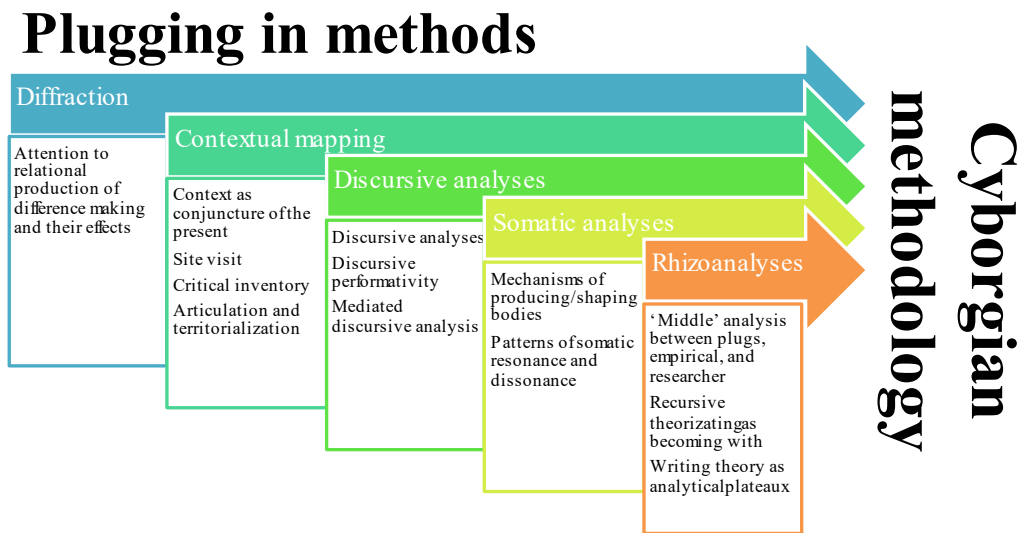 Plugging in methods
Diffraction
Attention to
relational
production of
difference making
and their effects
Contextual mapping
Context as
conjuncture of the
present
Site visit
Critical inventory
Articulation and
territorialization
Discursive analyses
Discursive analyses
Discursive
performativity
Mediated
discursive analysis
Somatic analyses
Mechanisms of
producing/shaping
bodies
Patterns of somatic
resonance and
dissonance
Rhizoanalyses
‘Middle’ analysis
between plugs,
empirical, and
researcher
Recursive
theorizatingas
becoming with
Writing theory as
analyticalplateaux
Cyborgian
methodology